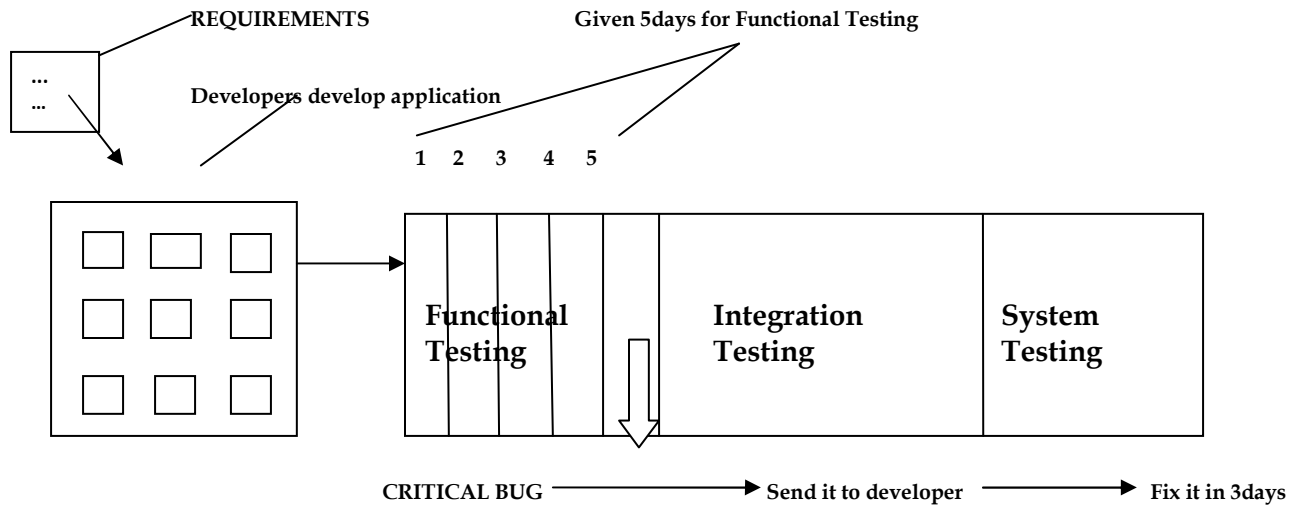 REQUIREMENTS
Given 5days for Functional Testing
...
...
Developers develop application
1 2 3 4 5
Functional
Testing
Integration
Testing
System
Testing
CRITICAL BUG
Send it to developer
Fix it in 3days